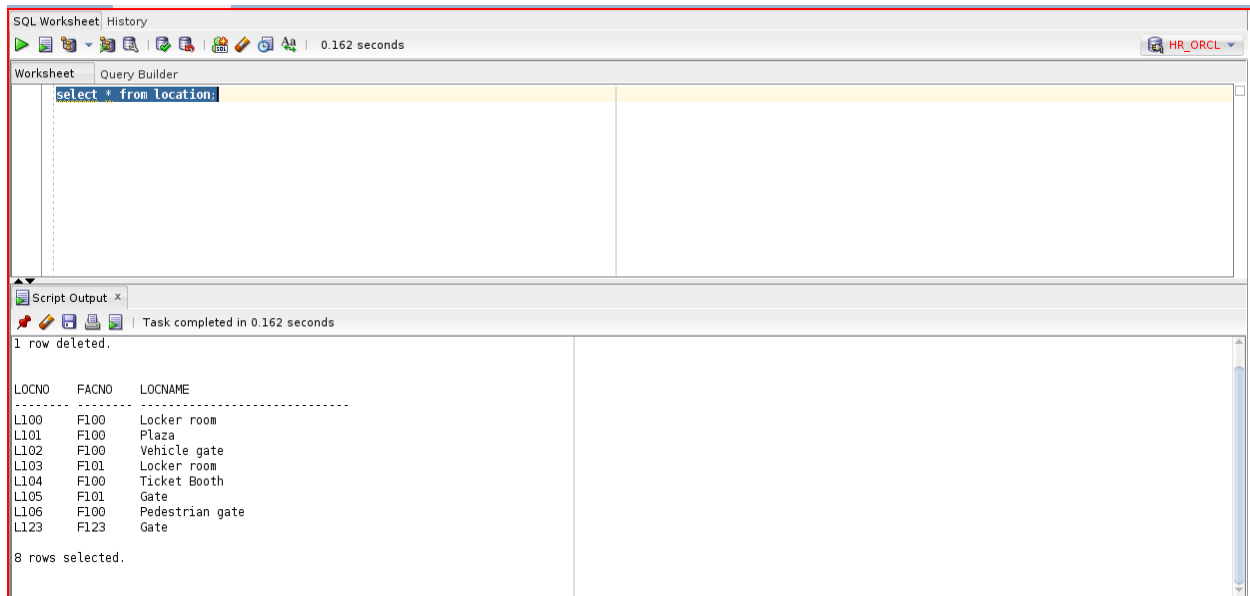 SQL Worksheet History
0.162 seconds
HR_ORCL
Worksheet Query Builder
select * from location;
Script Output x
Task completed in 0.162 seconds
1 row deleted.
LOCNO FACNO LOCNAME
-------- -------- ------------------------------
L100 F100 Locker room
L101 F100 Plaza
L102 F100 Vehicle gate
L103 F101 Locker room
L104 F100 Ticket Booth
L105 F101 Gate
L106 F100 Pedestrian gate
L123 F123 Gate
8 rows selected.